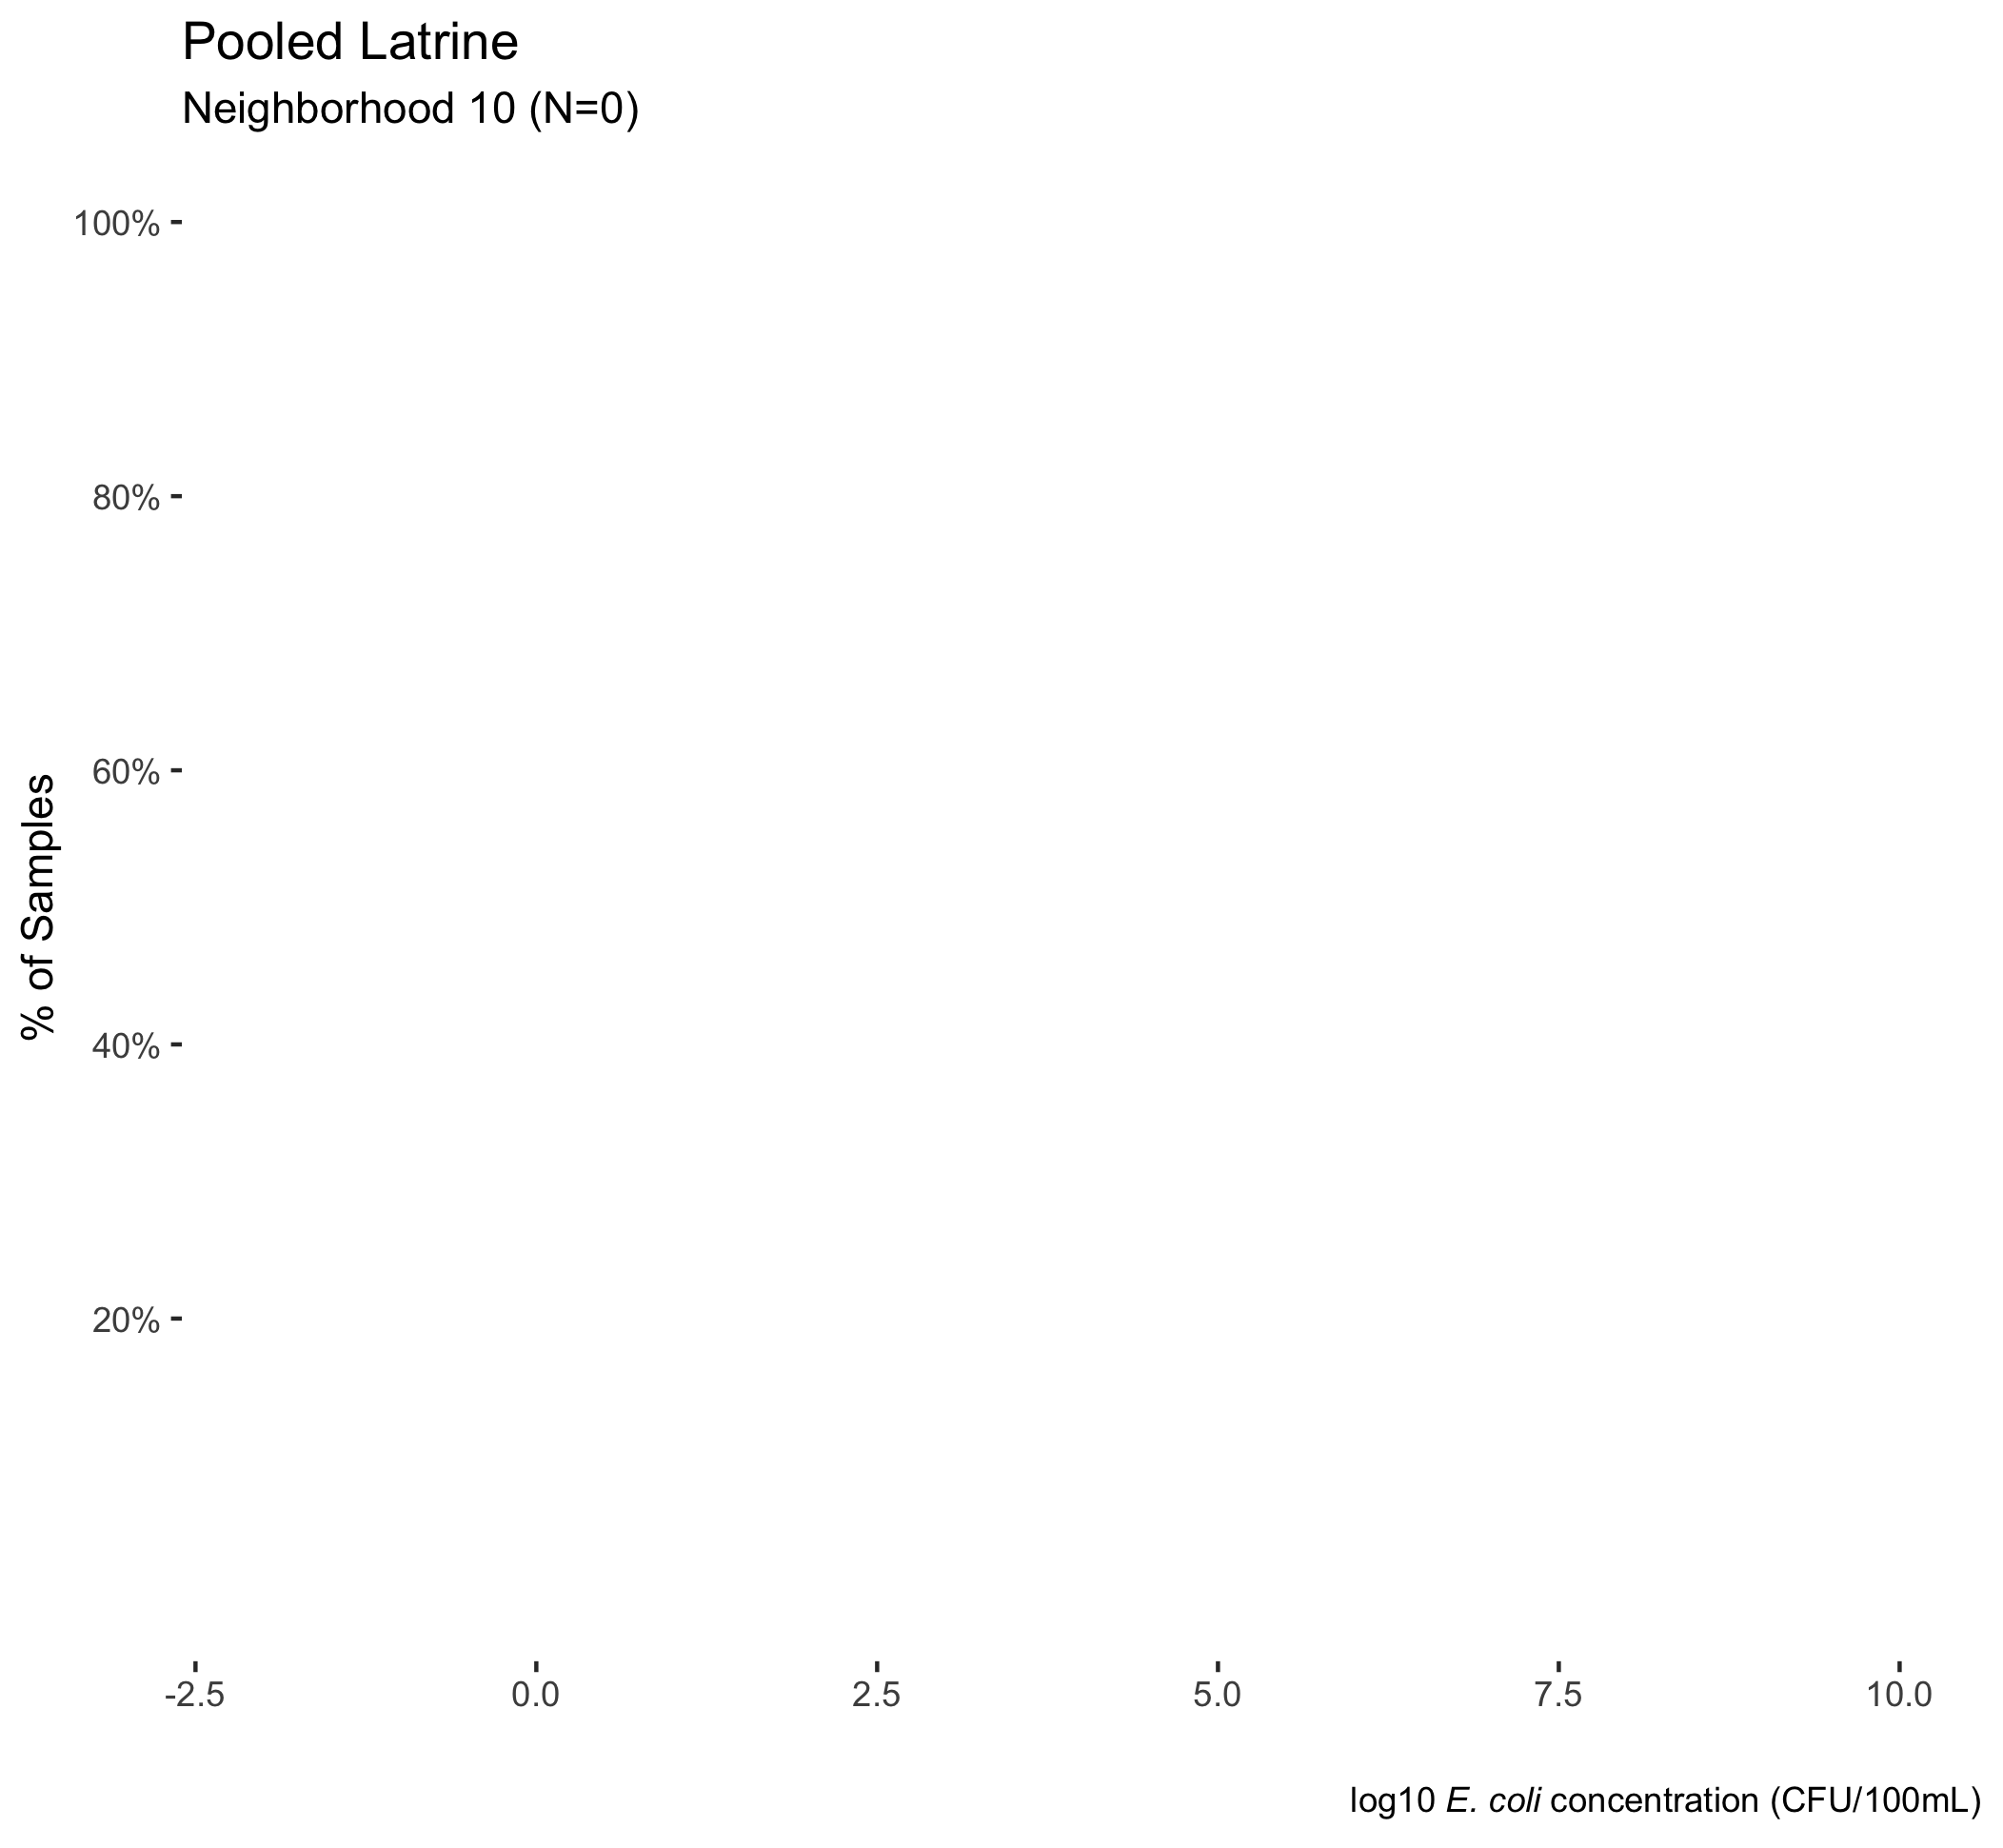 Pooled Latrine
Neighborhood 10 (N=0)
100%
80%
60%
40%
20%
% of Samples
-2.5 0.0 2.5 5.0 7.5 10.0
log10 E. coli concentration (CFU/100mL)